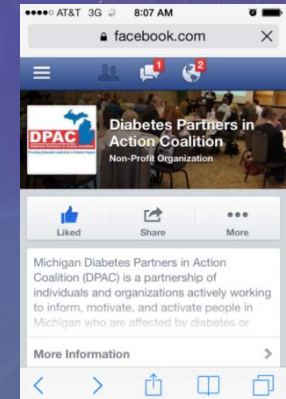 AT&T 3G 8:07 AM
facebook.com
1 2
DPAC
Diabetes Partners in
Action Coalition
Non-Profit Organization
Liked Share More
Michigan Diabetes Partners in Action
Coalition (DPAC) is a partnership of
individuals and organizations actively working
to inform, motivate, and activate people in
Michigan who are affected by diabetes or
More Information